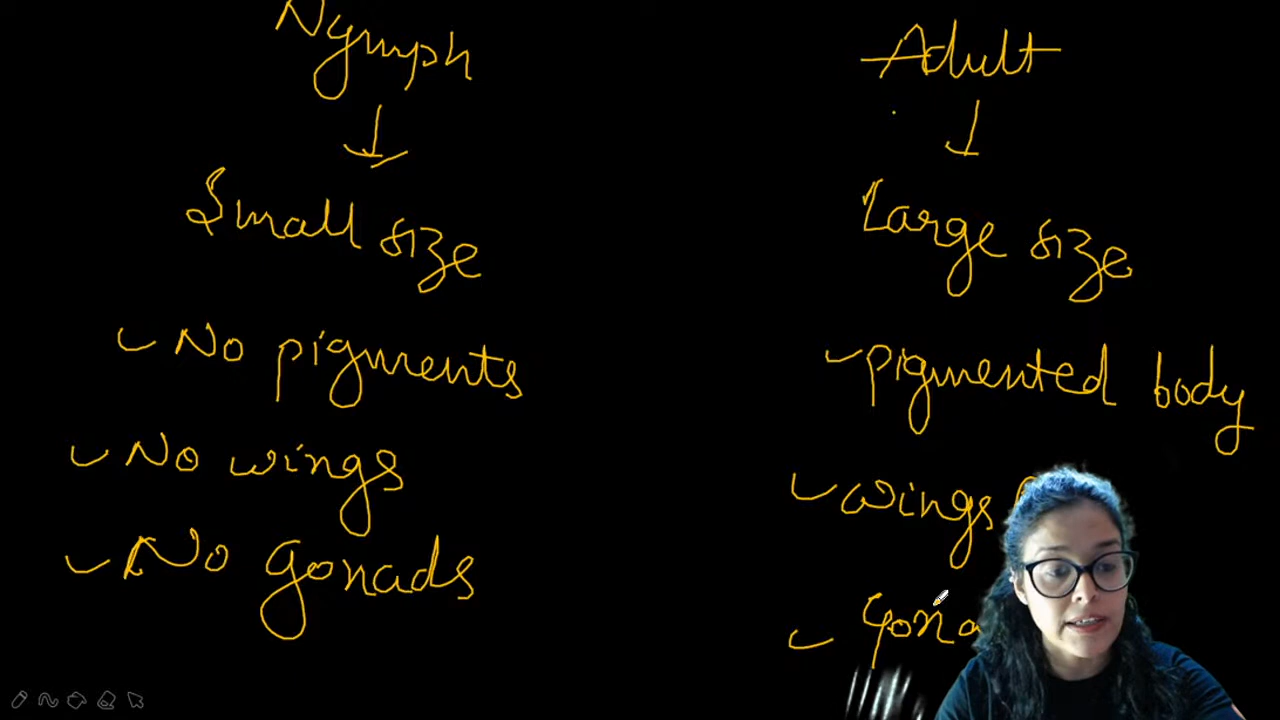 Nymph
Adult
Small size
Large size
No pigments
pigmented body
No wings
wings
No gonads